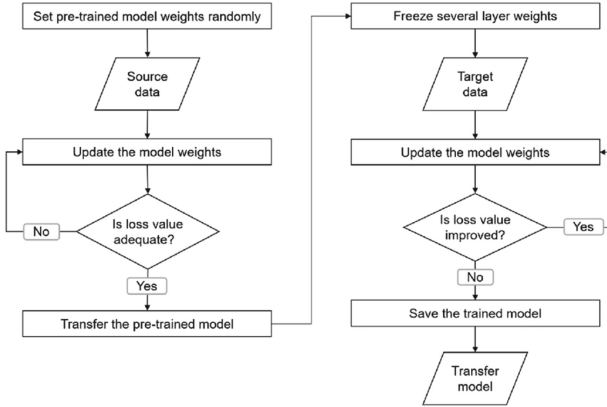 Set pre-trained model weights randomly
Source
data
Update the model weights
Is loss value
adequate?
No
Yes
Transfer the pre-trained model
Freeze several layer weights
Target
data
Update the model weights
Is loss value
improved?
Yes
No
Save the trained model
Transfer
model